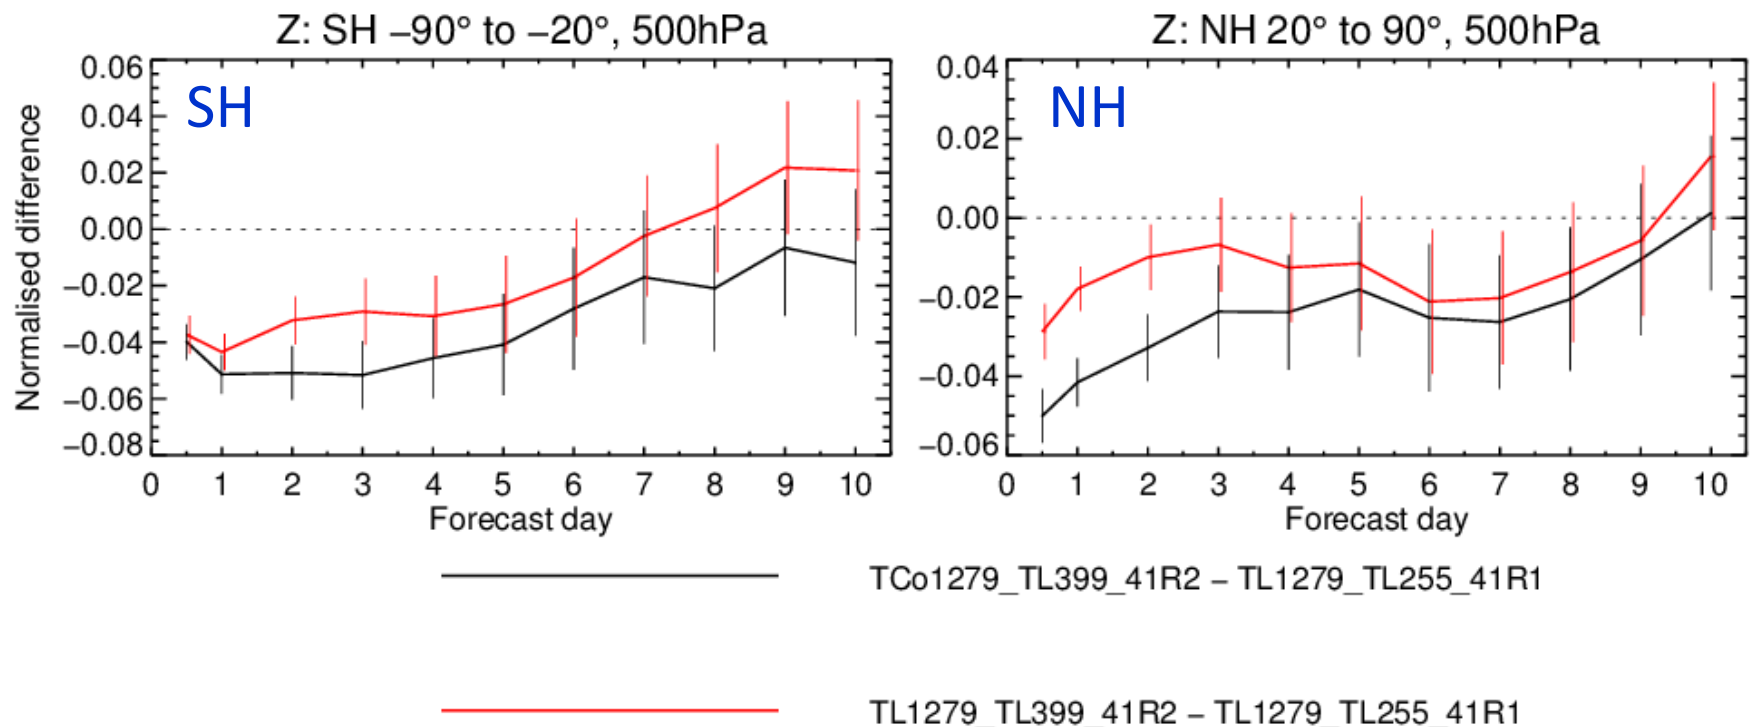 Z: SH −90° to −20°, 500hPa
Z: NH 20° to 90°, 500hPa
SH
NH
Normalised difference
0.06
0.04
0.02
0.00
−0.02
−0.04
−0.06
−0.08
0 1 2 3 4 5 6 7 8 9 10
Forecast day
0.04
0.02
0.00
−0.02
−0.04
−0.06
0 1 2 3 4 5 6 7 8 9 10
Forecast day
TCo1279_TL399_41R2 − TL1279_TL255_41R1
TL1279_TL399_41R2 − TL1279_TL255_41R1